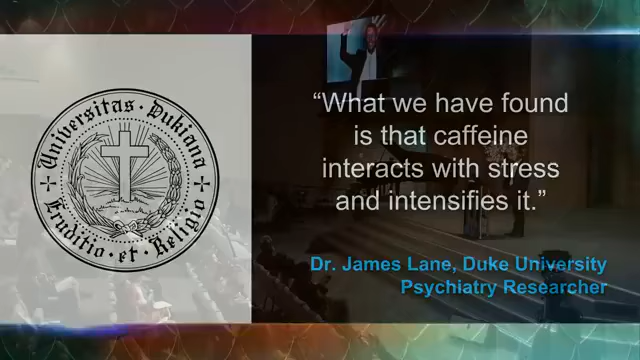 Universitas · Dukiana
Eruditio · et · Religio
“What we have found
is that caffeine
interacts with stress
and intensifies it.”
Dr. James Lane, Duke University
Psychiatry Researcher